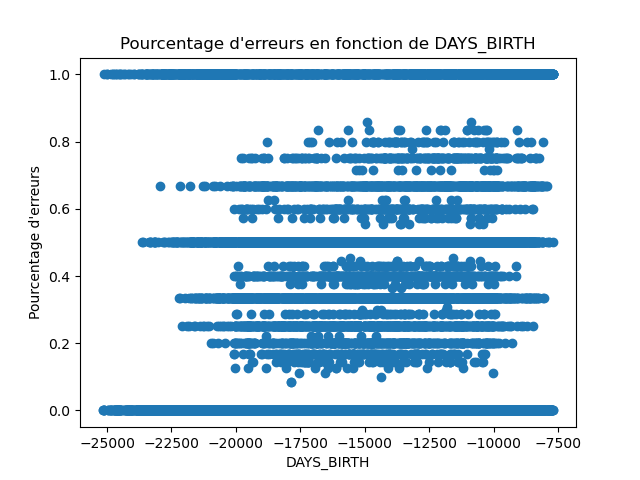 Pourcentage d'erreurs en fonction de DAYS_BIRTH
1.0
0.8
0.6
0.4
0.2
0.0
Pourcentage d'erreurs
−25000 −22500 −20000 −17500 −15000 −12500 −10000 −7500
DAYS_BIRTH